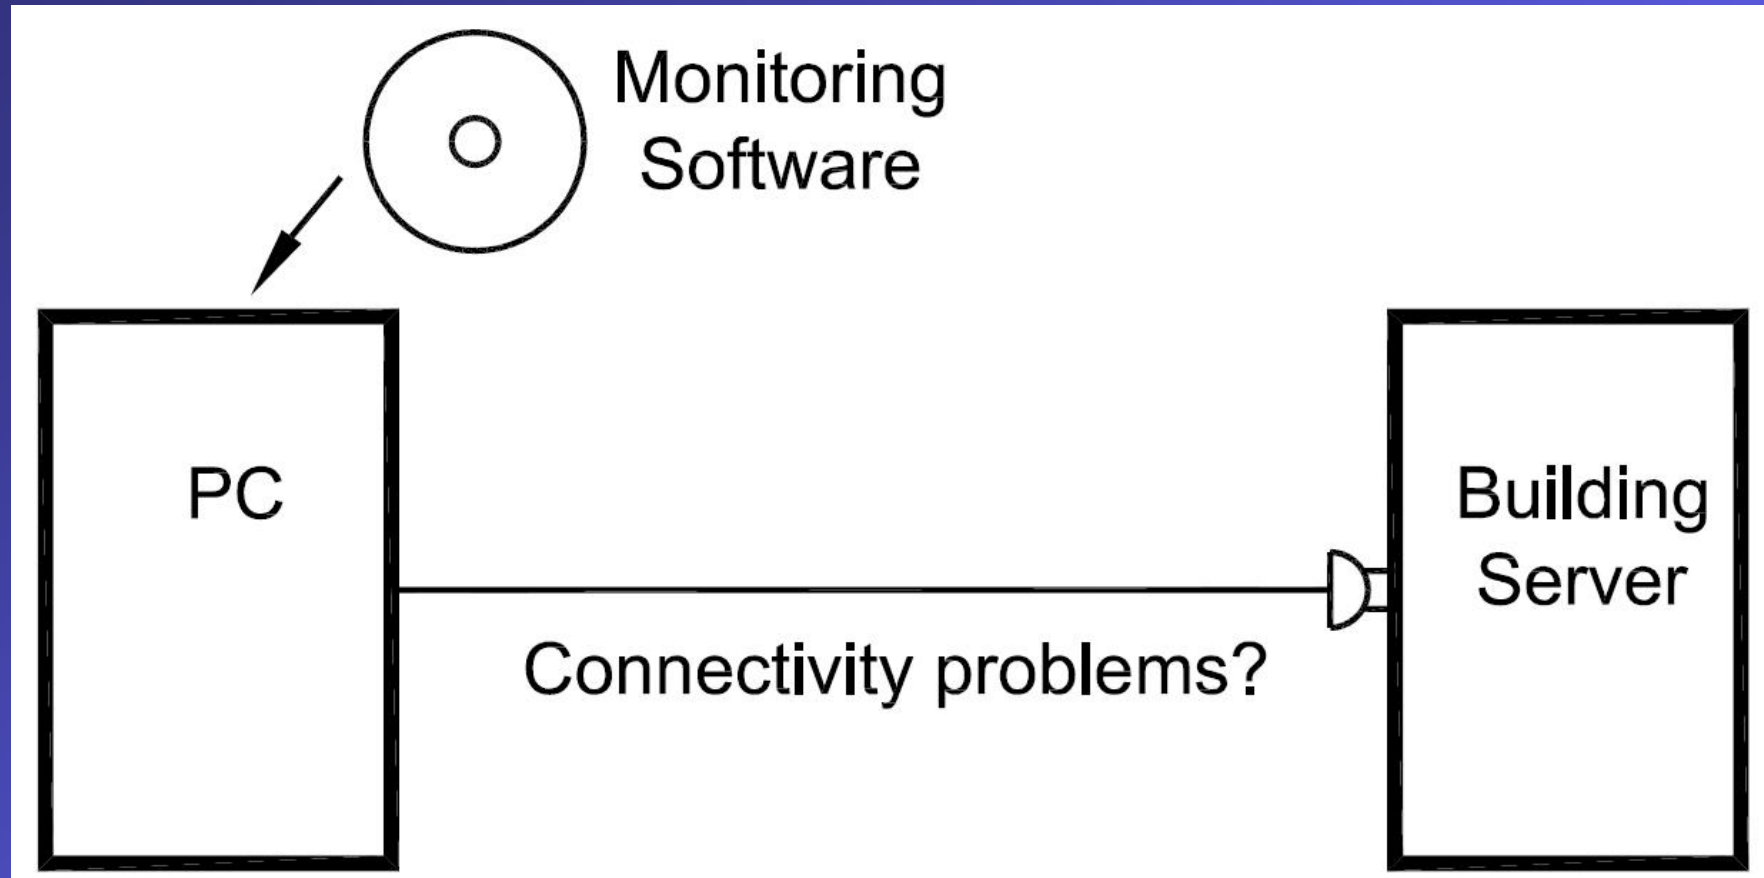 Monitoring
Software
PC
Building
Server
Connectivity problems?